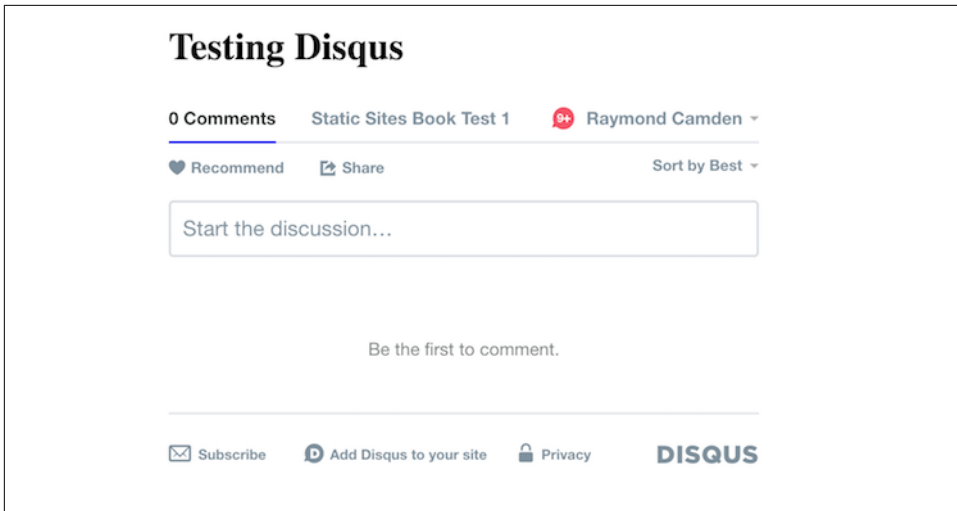 Testing Disqus
0 Comments Static Sites Book Test 1 9+ Raymond Camden
Recommend Share Sort by Best
Start the discussion...
Be the first to comment.
Subscribe D Add Disqus to your site Privacy DISQUS